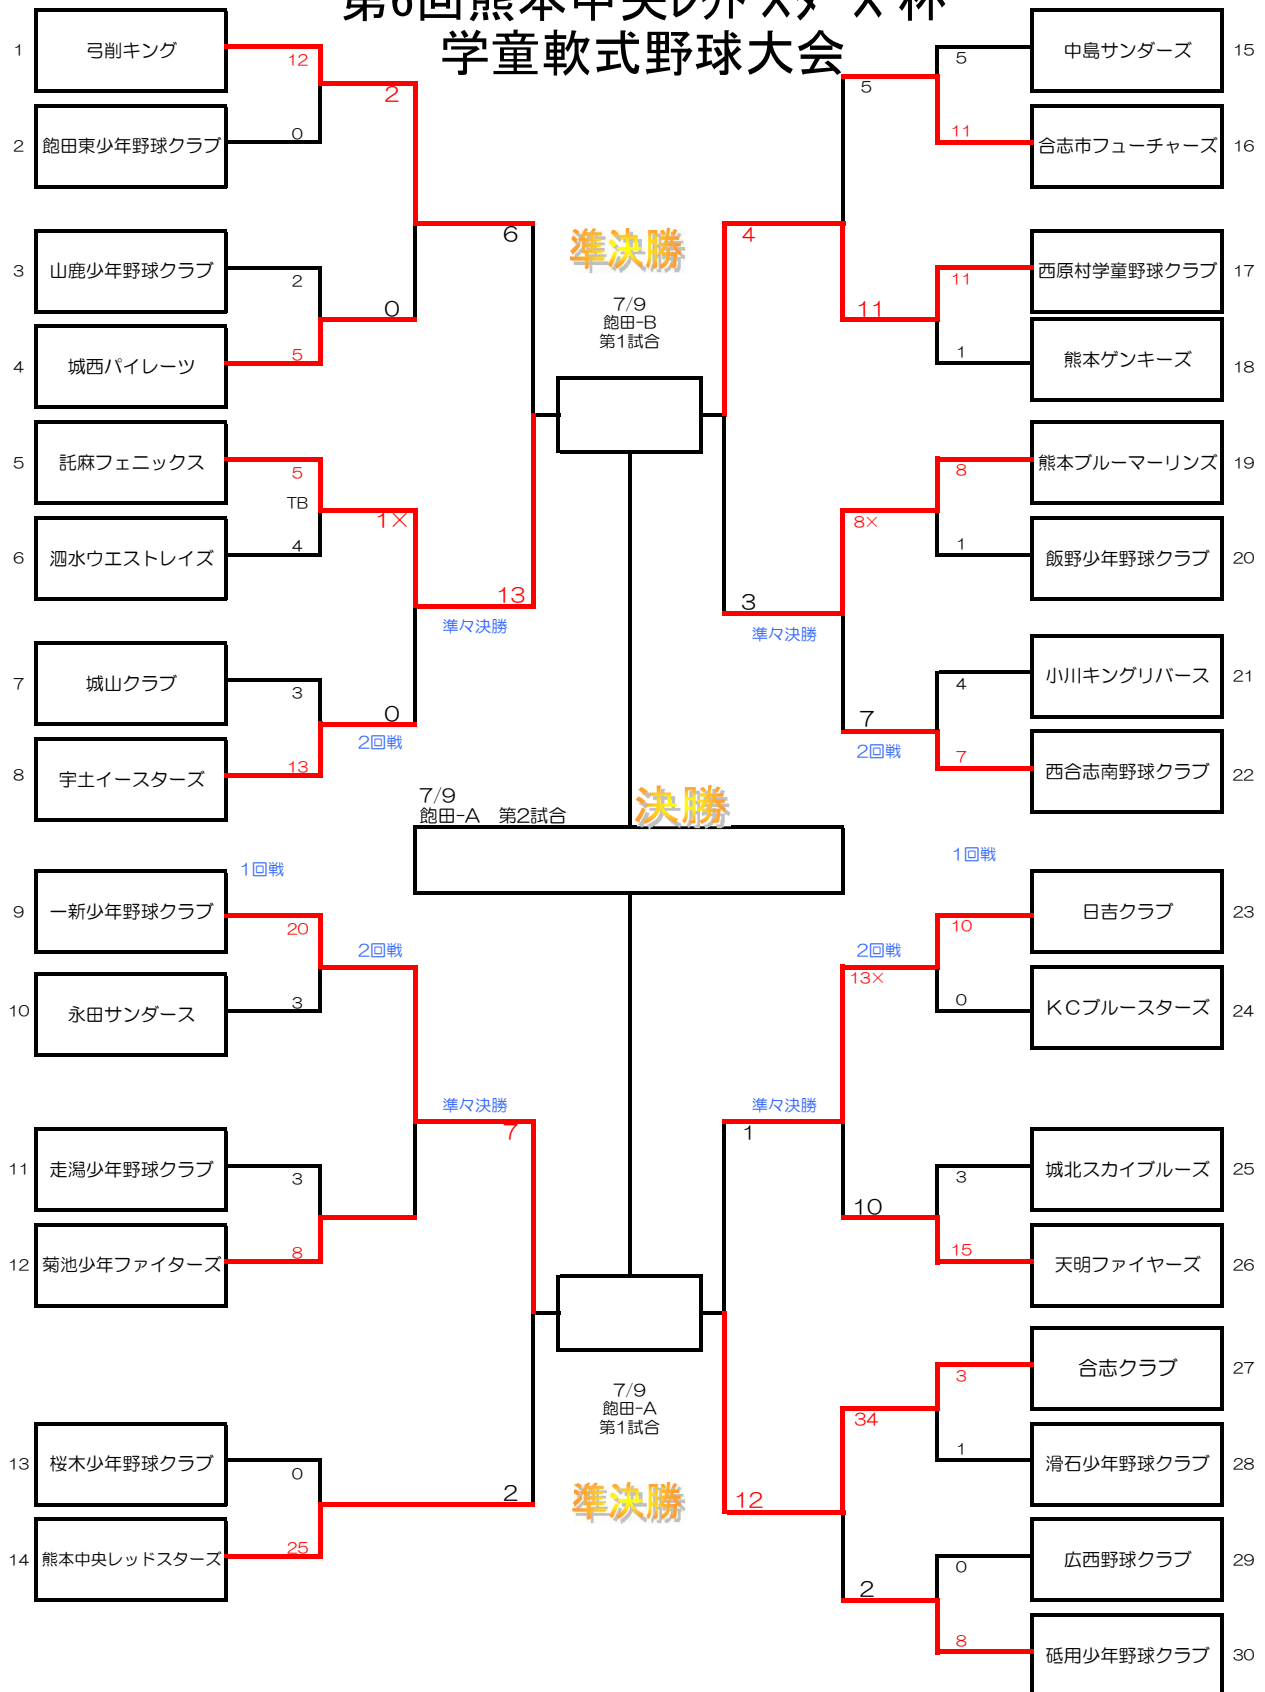 学童軟式野球大会
1 弓削キング 12
2 飽田東少年野球クラブ 0
2
3 山鹿少年野球クラブ 2
4 城西パイレーツ 5
0
6
5 託麻フェニックス 5
TB
6 泗水ウエストレイズ 4
1×
13
準々決勝
7 城山クラブ 3
8 宇土イースターズ 13
0
2回戦
1回戦
9 一新少年野球クラブ 20
10 永田サンダース 3
2回戦
準々決勝
7
11 走潟少年野球クラブ 3
12 菊池少年ファイターズ 8
13 桜木少年野球クラブ 0
14 熊本中央レッドスターズ 25
2
準決勝
7/9
飽田-B
第1試合
7/9
飽田-A 第2試合
決勝
7/9
飽田-A
第1試合
準決勝
5 中島サンダーズ 15
11 合志市フューチャーズ 16
5
4
11 西原村学童野球クラブ 17
1 熊本ゲンキーズ 18
11
8 熊本ブルーマーリンズ 19
1 飯野少年野球クラブ 20
8×
3
準々決勝
4 小川キングリバース 21
7 西合志南野球クラブ 22
7
2回戦
1回戦
10 日吉クラブ 23
0 KCブルースターズ 24
2回戦
13×
準々決勝
1
3 城北スカイブルーズ 25
15 天明ファイヤーズ 26
10
3 合志クラブ 27
1 滑石少年野球クラブ 28
34
12
0 広西野球クラブ 29
8 砥用少年野球クラブ 30
2